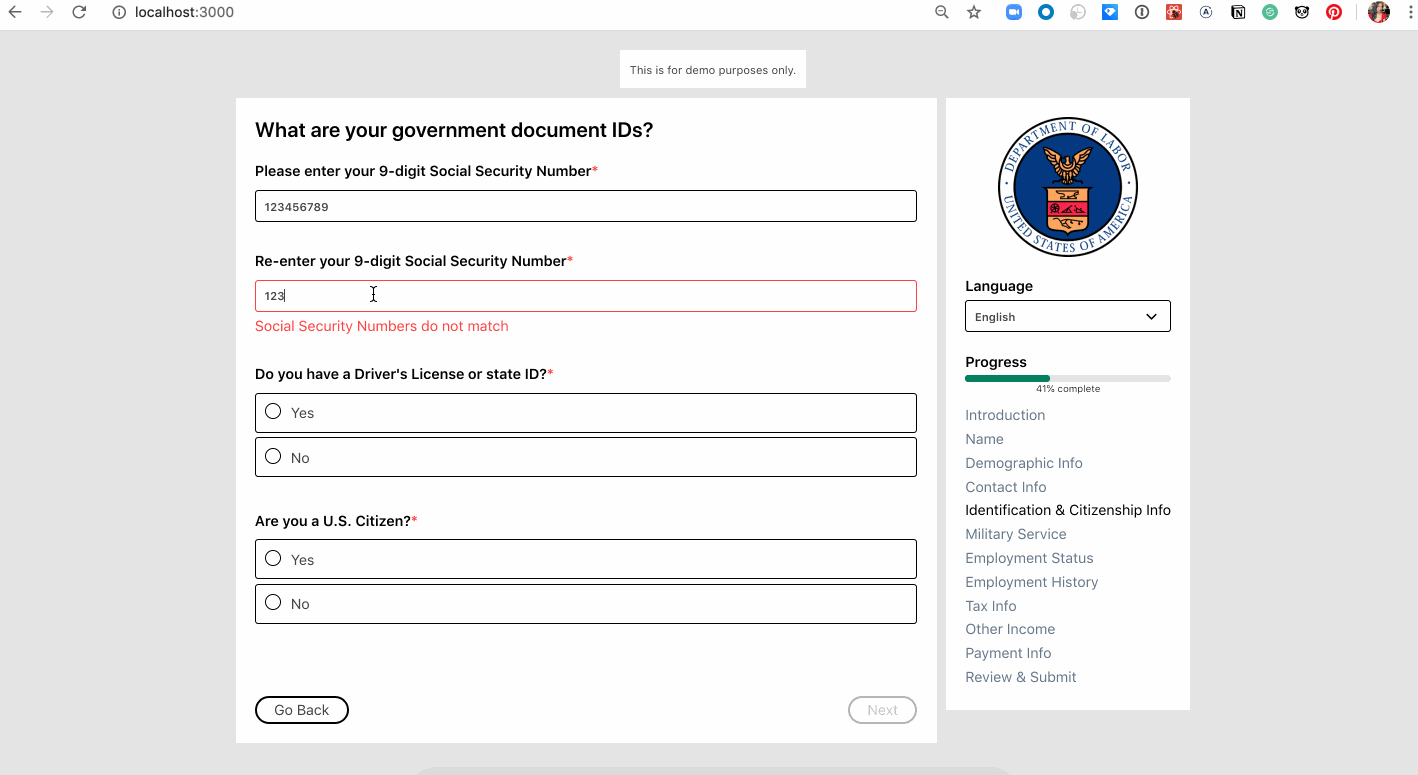 localhost:3000
This is for demo purposes only.
What are your government document IDs?
Please enter your 9-digit Social Security Number*
123456789
Re-enter your 9-digit Social Security Number*
123
Social Security Numbers do not match
Do you have a Driver's License or state ID?*
Yes
No
Are you a U.S. Citizen?*
Yes
No
Go Back
Next
DEPARTMENT OF LABOR
UNITED STATES OF AMERICA
Language
English
Progress
41% complete
Introduction
Name
Demographic Info
Contact Info
Identification & Citizenship Info
Military Service
Employment Status
Employment History
Tax Info
Other Income
Payment Info
Review & Submit